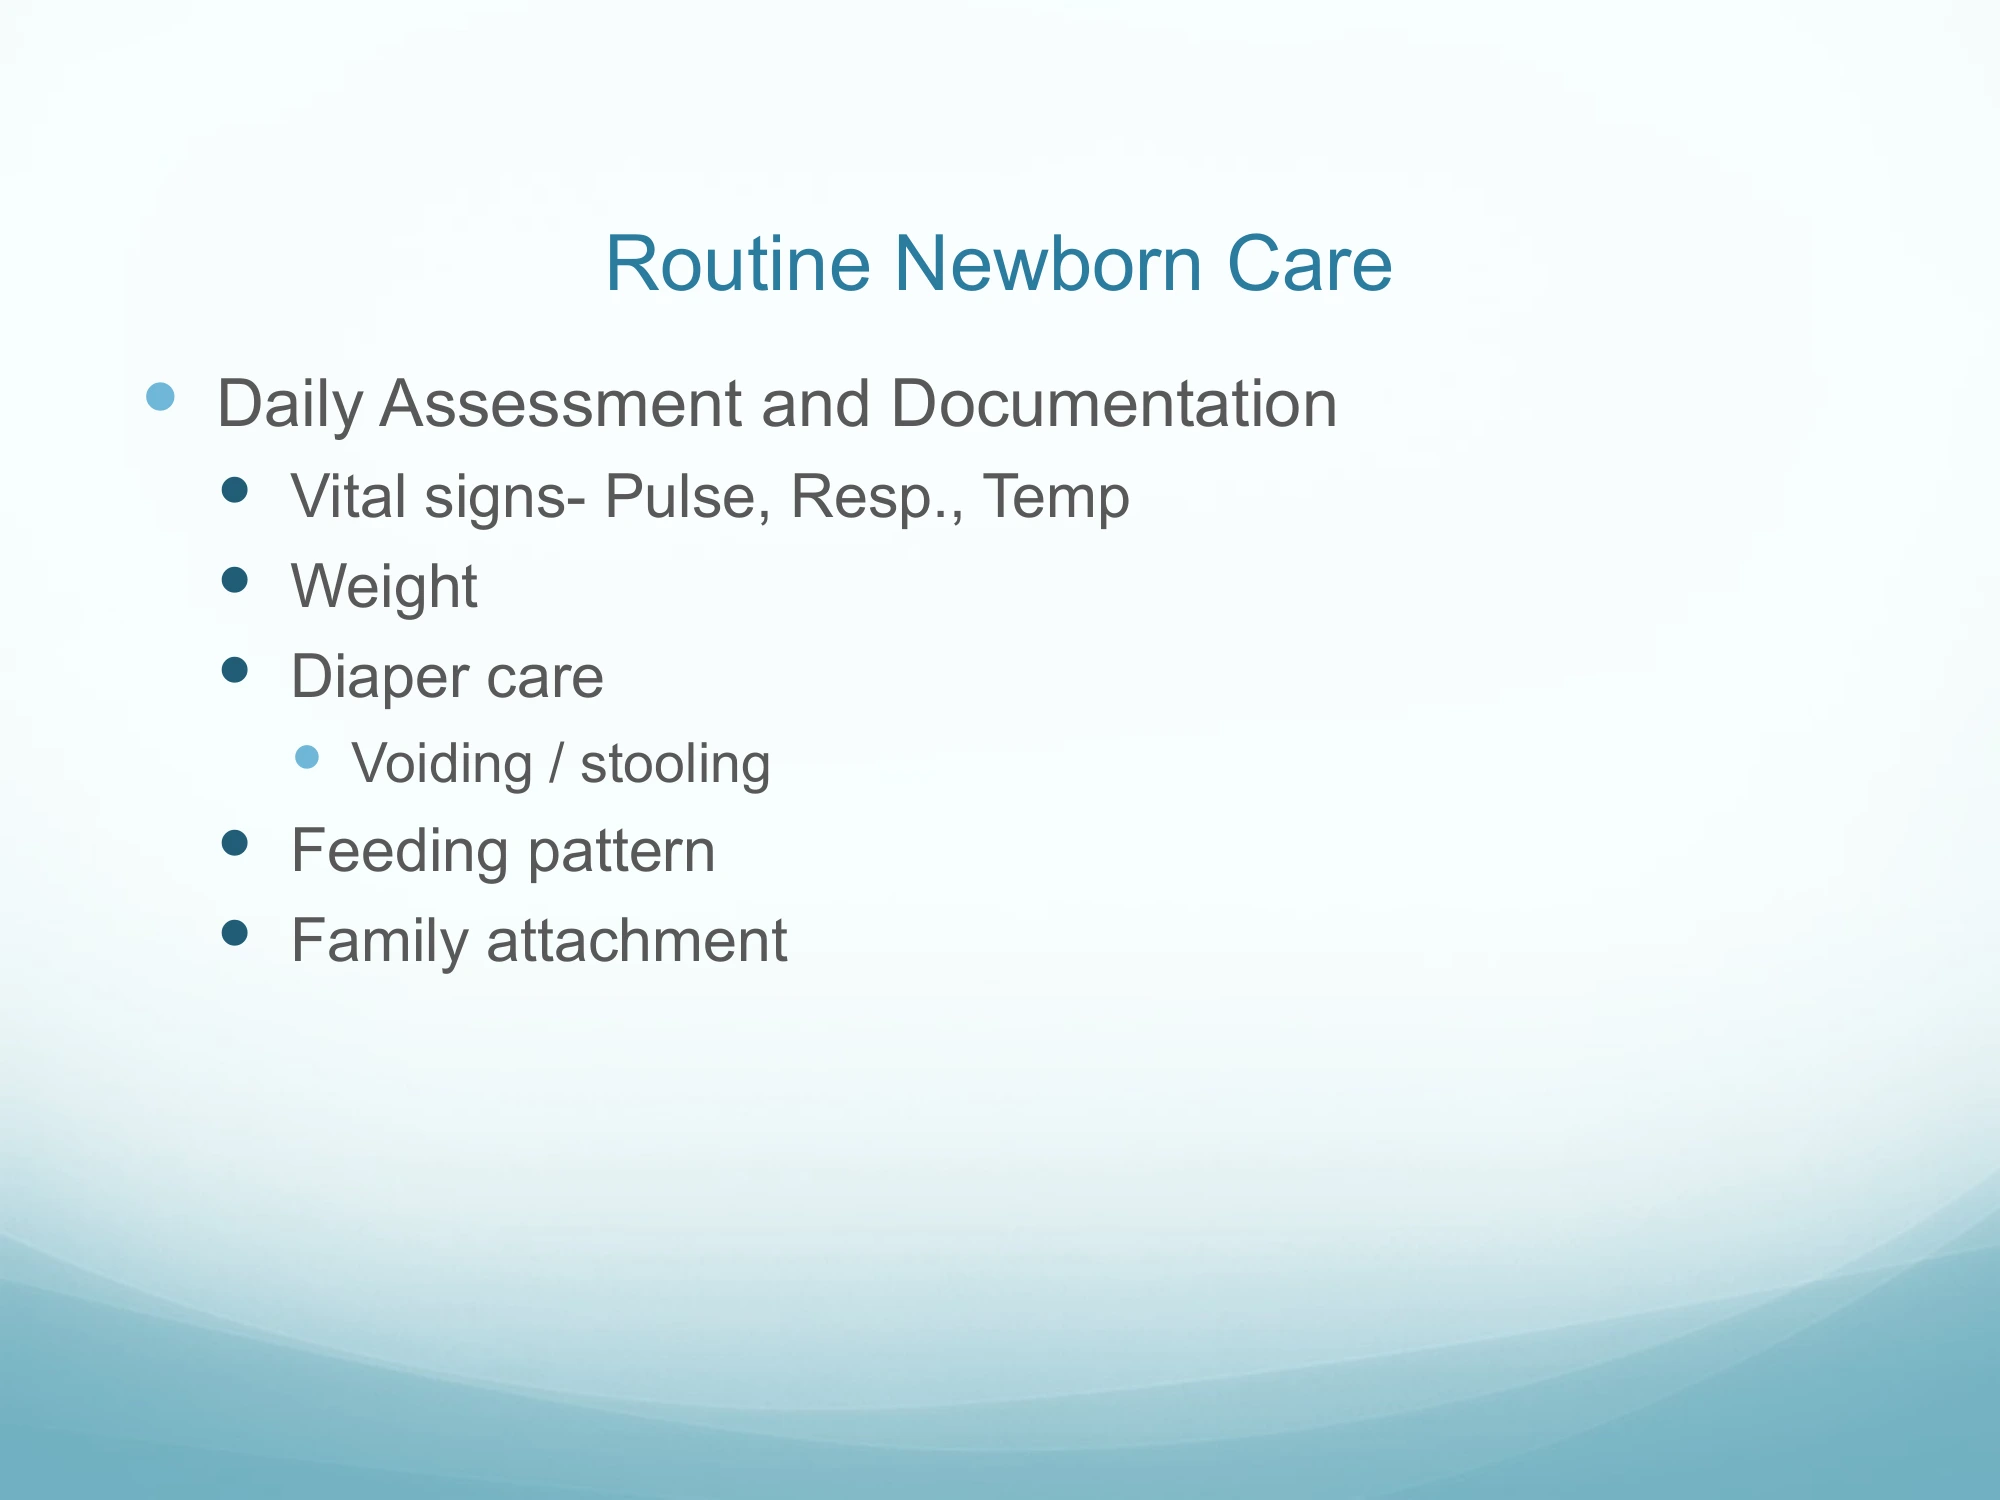 Routine Newborn Care
Daily Assessment and Documentation
Vital signs- Pulse, Resp., Temp
Weight
Diaper care
Voiding / stooling
Feeding pattern
Family attachment